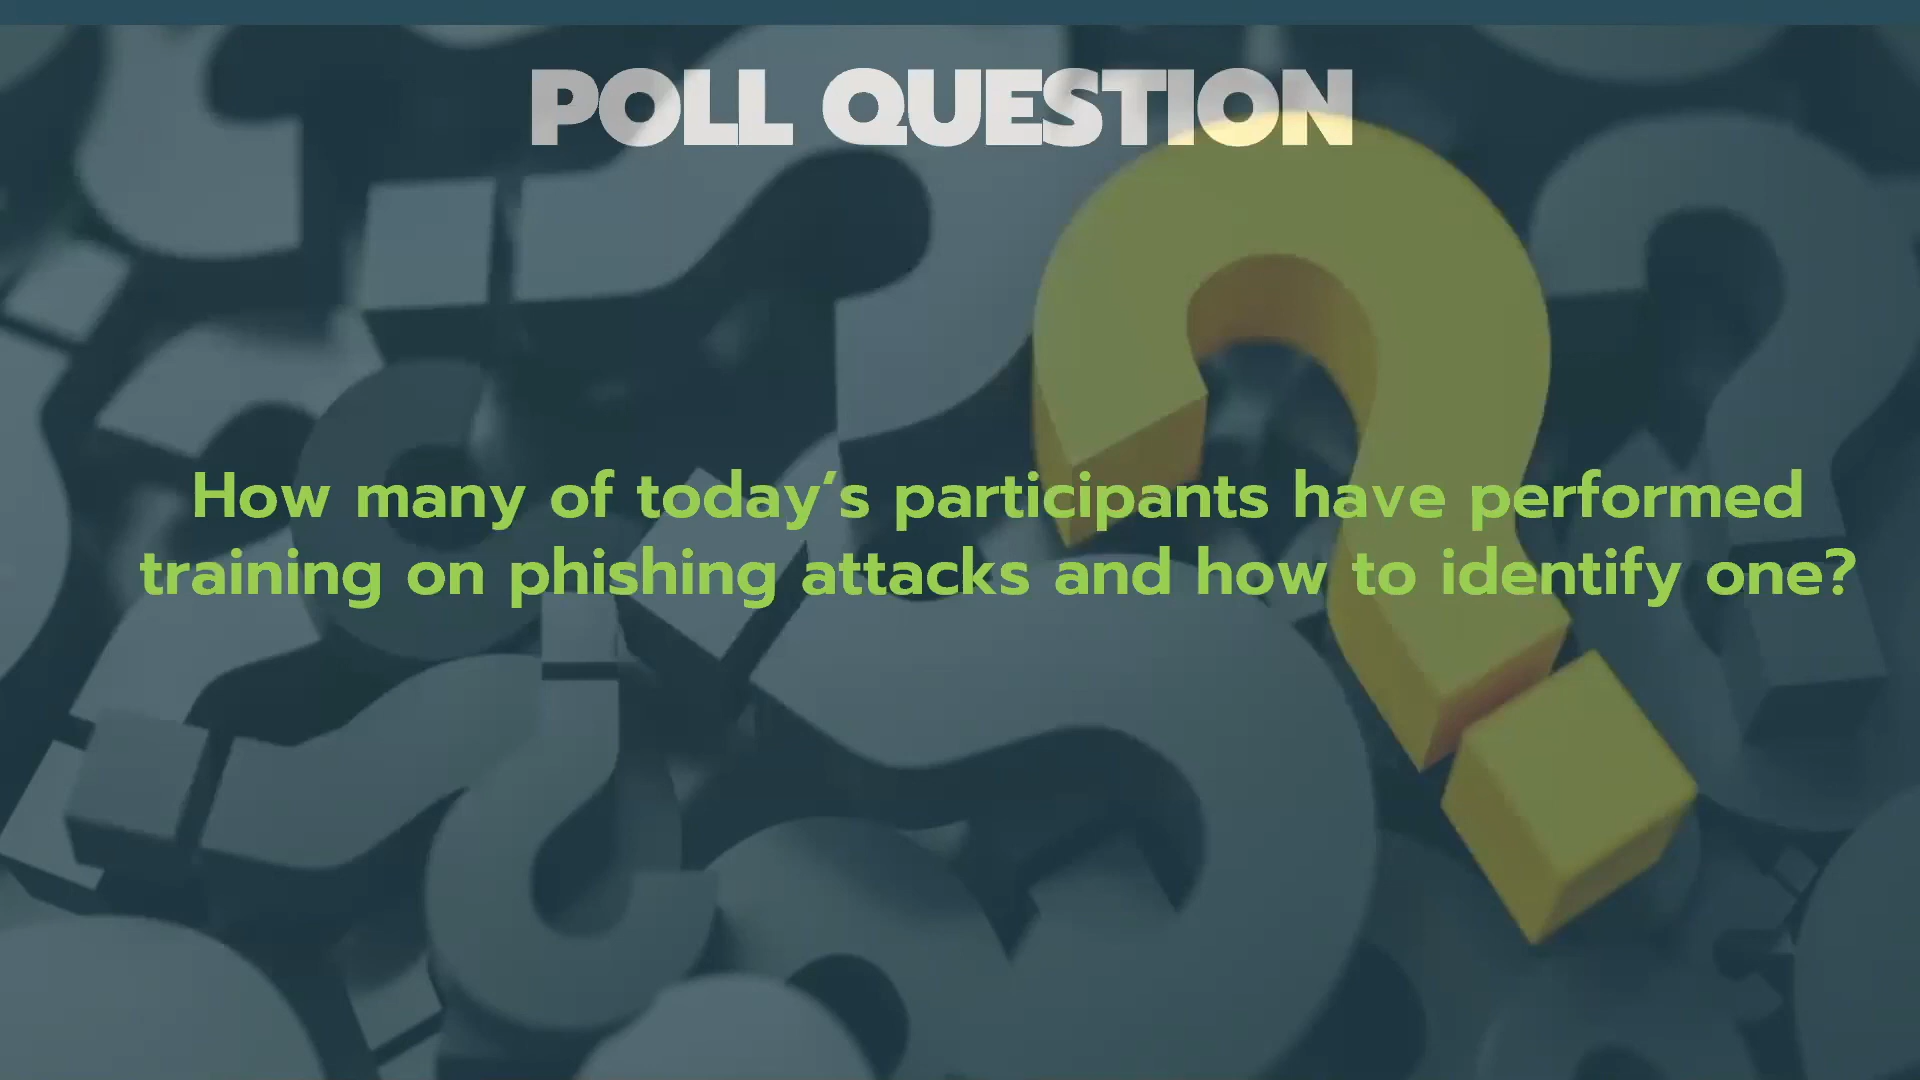 POLL QUESTION
How many of today’s participants have performed
training on phishing attacks and how to identify one?